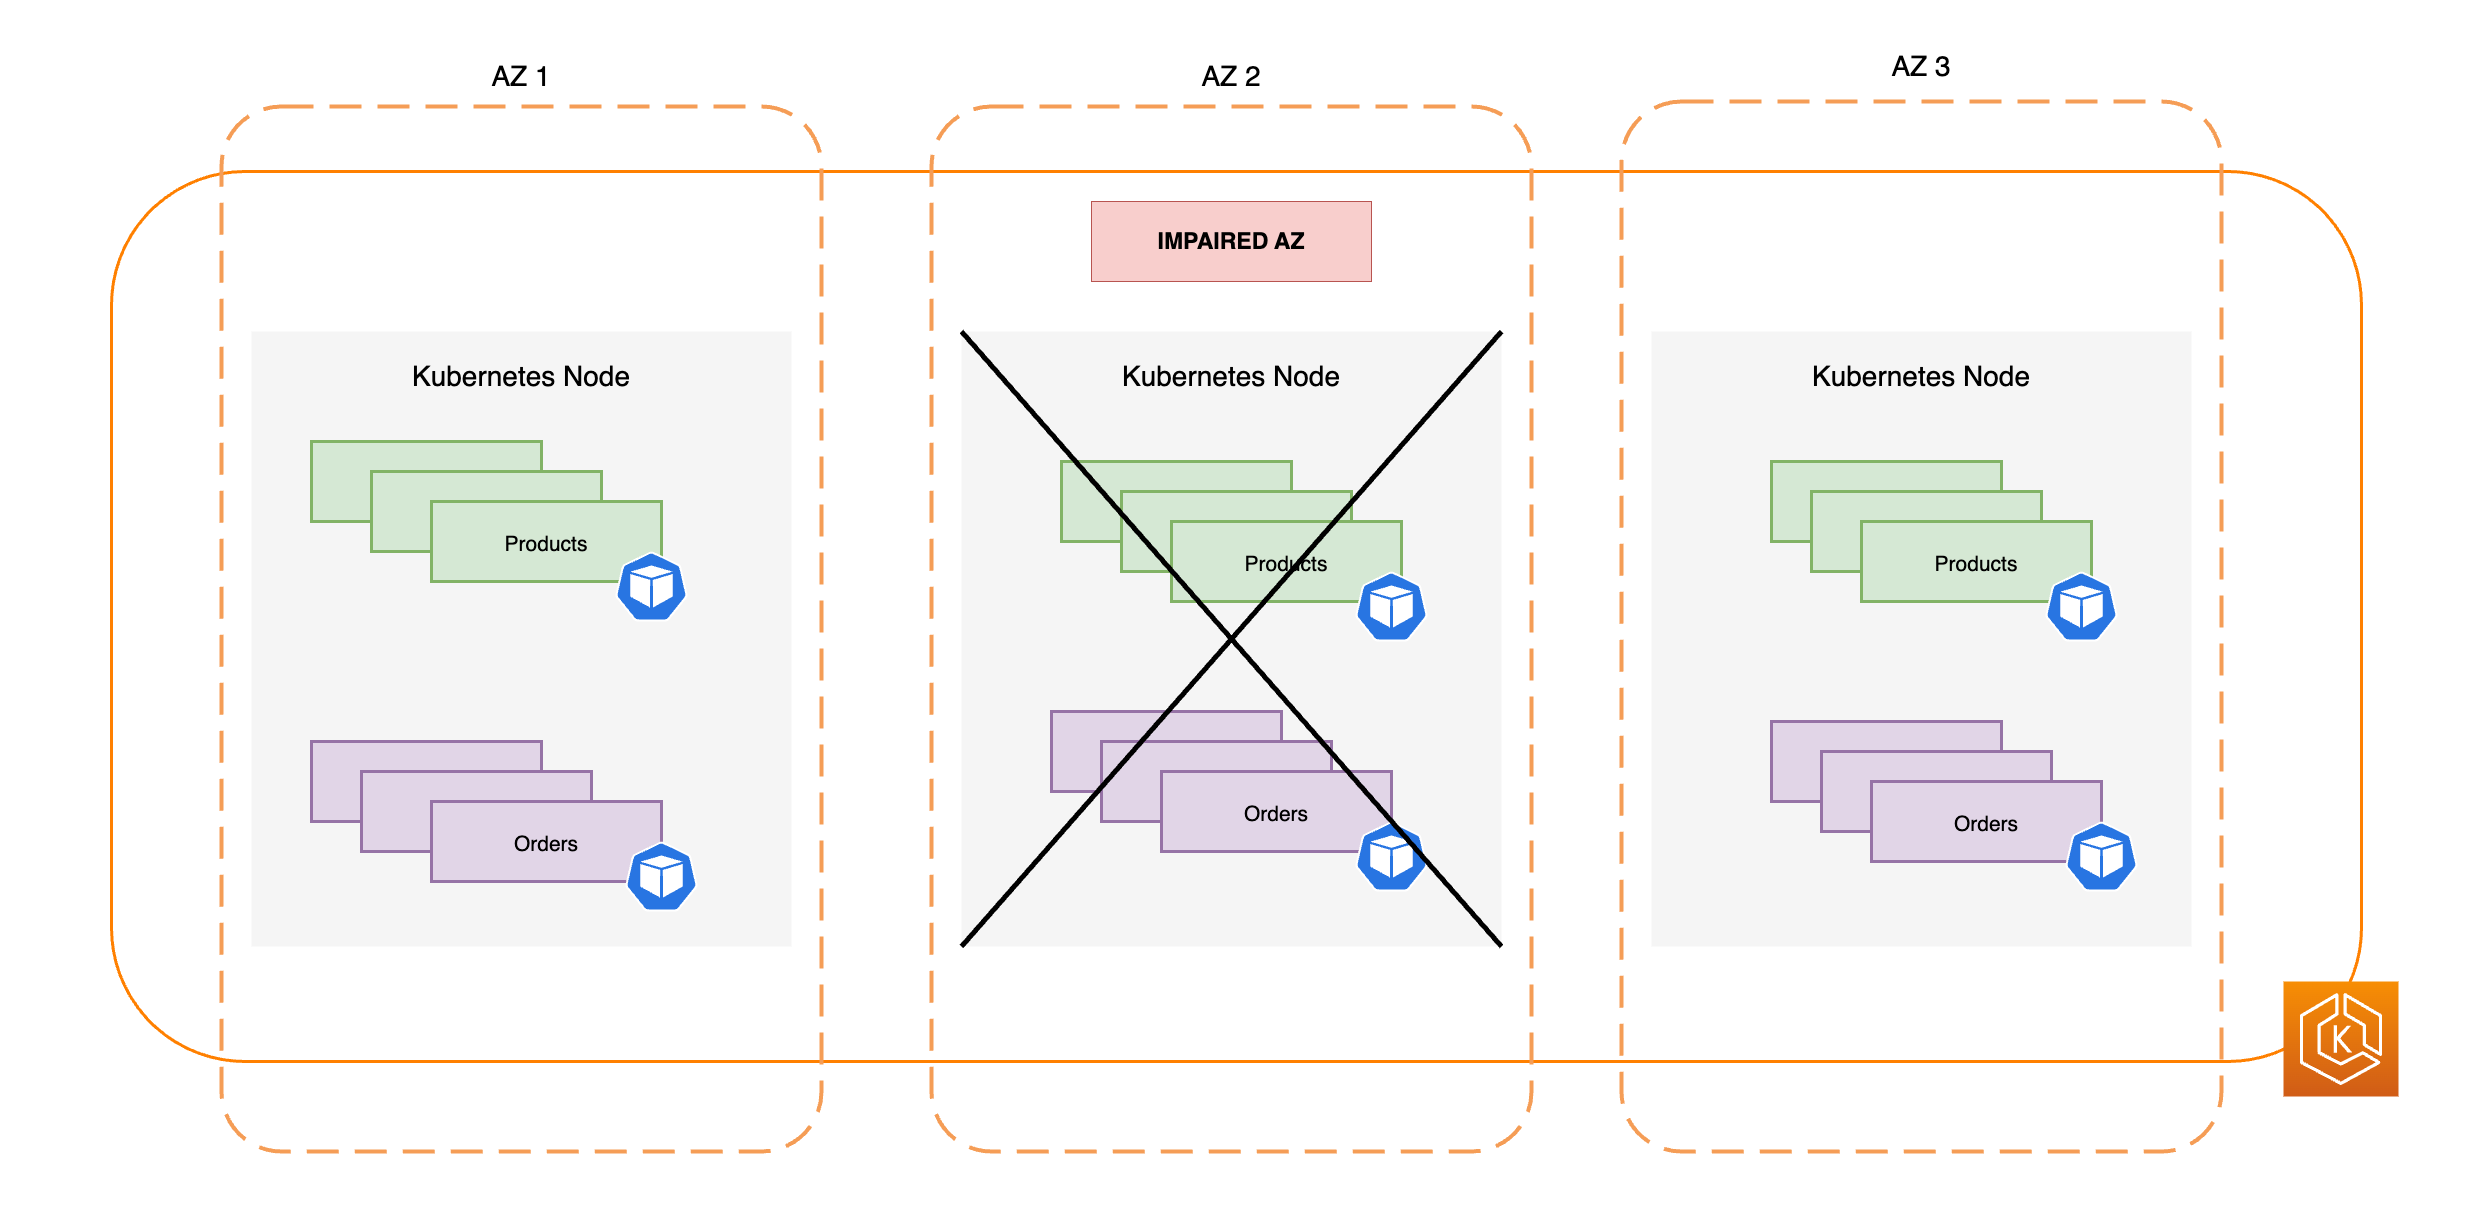 AZ 1
AZ 2
AZ 3
IMPAIRED AZ
Kubernetes Node
Kubernetes Node
Kubernetes Node
Products
Products
Products
Orders
Orders
Orders
K